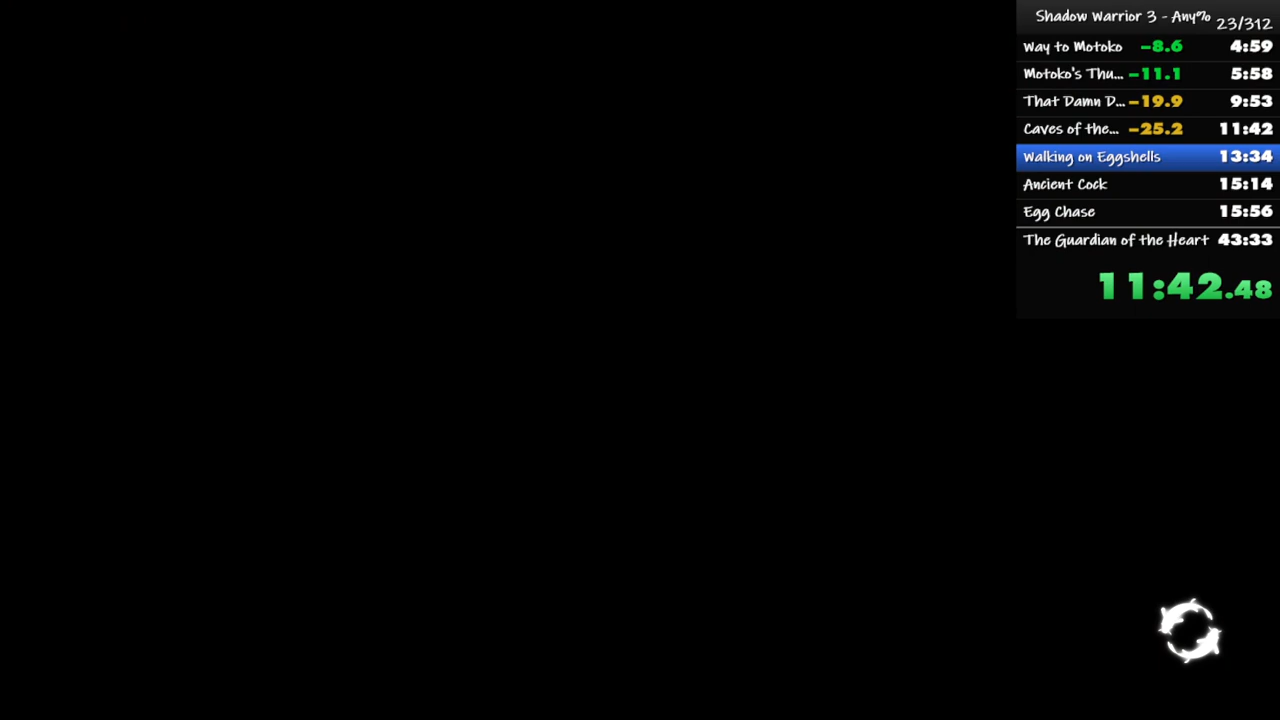 Shadow Warrior 3 - Any% 23/312
Way to Motoko -8.6 4:59
Motoko's Thu... -11.1 5:58
That Damn D... -19.9 9:53
Caves of the... -25.2 11:42
Walking on Eggshells 13:34
Ancient Cock 15:14
Egg Chase 15:56
The Guardian of the Heart 43:33
11:42.48